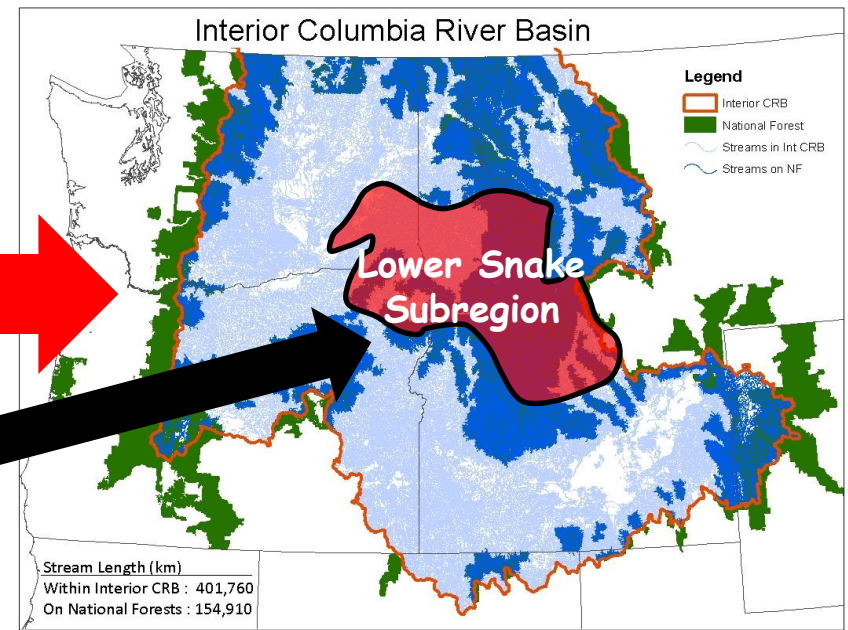 Interior Columbia River Basin
Legend
Interior CRB
National Forest
Streams in Int CRB
Streams on NF
Lower Snake
Subregion
Stream Length (km)
Within Interior CRB : 401,760
On National Forests : 154,910